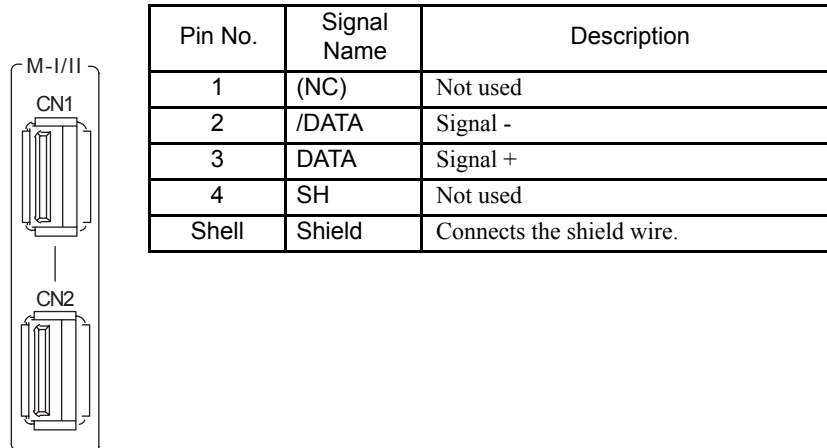 M-I/II
CN1
CN2
Pin No. Signal Name Description
1 (NC) Not used
2 /DATA Signal -
3 DATA Signal +
4 SH Not used
Shell Shield Connects the shield wire.